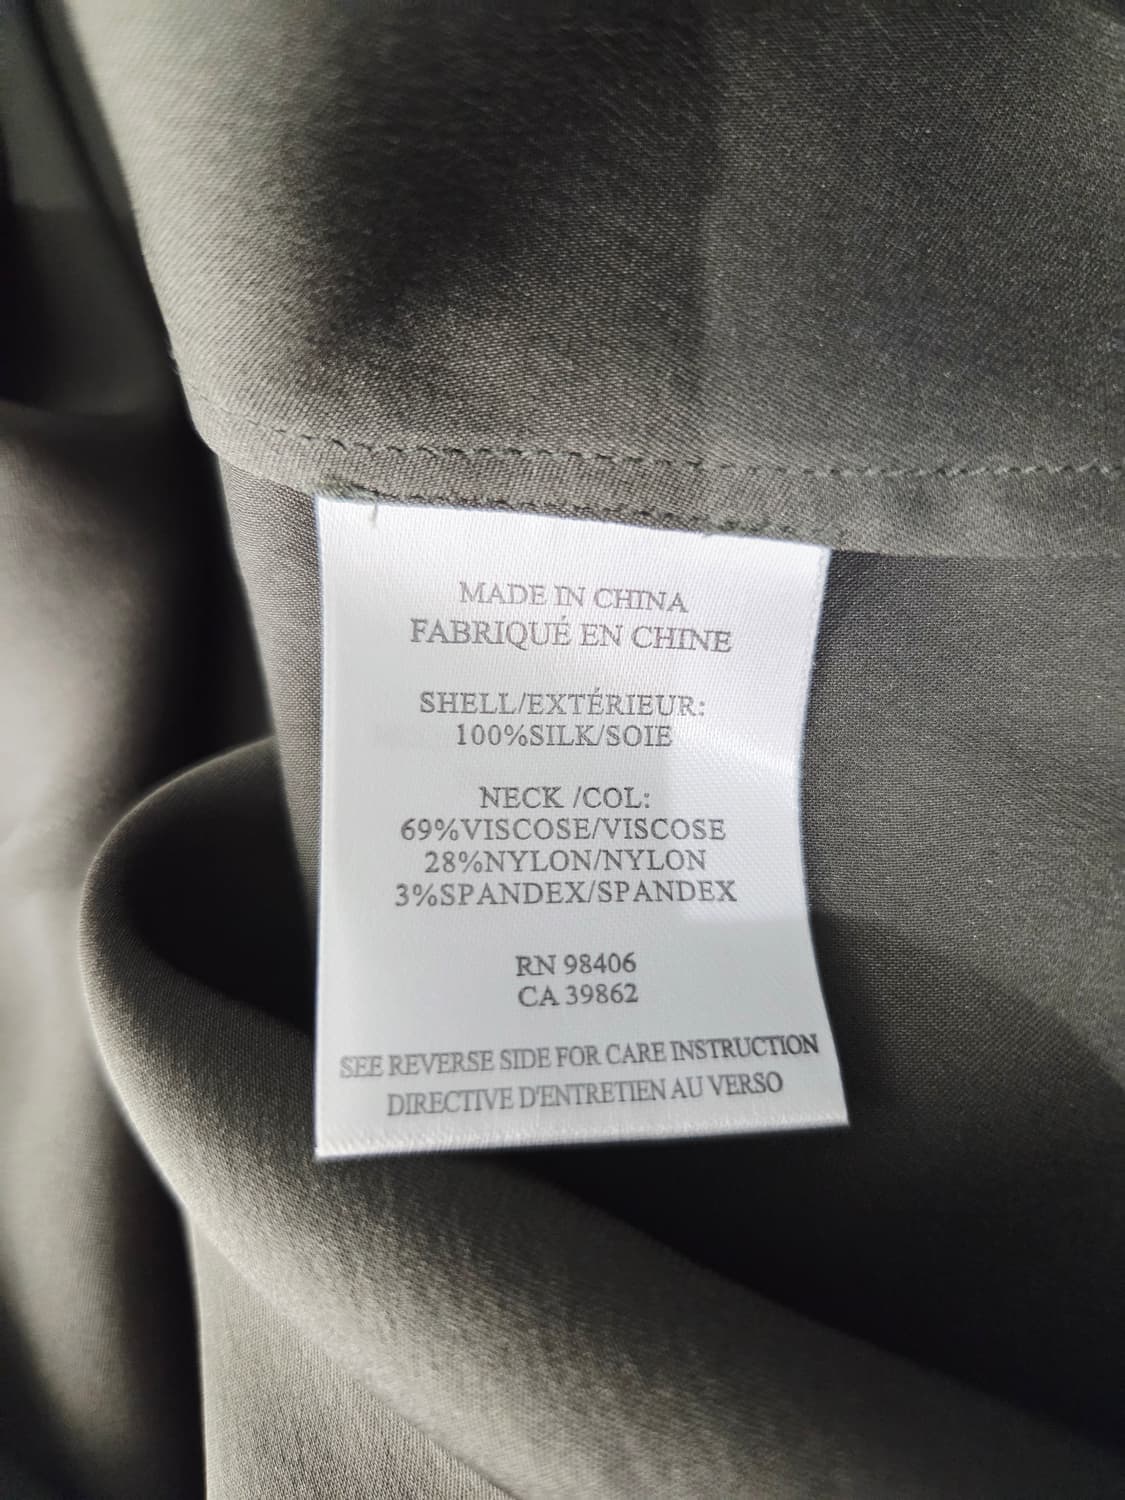 MADE IN CHINA
FABRIQUÉ EN CHINE
SHELL/EXTÉRIEUR:
100%SILK/SOIE
NECK /COL:
69%VISCOSE/VISCOSE
28%NYLON/NYLON
3%SPANDEX/SPANDEX
RN 98406
CA 39862
SEE REVERSE SIDE FOR CARE INSTRUCTION
DIRECTIVE D'ENTRETIEN AU VERSO